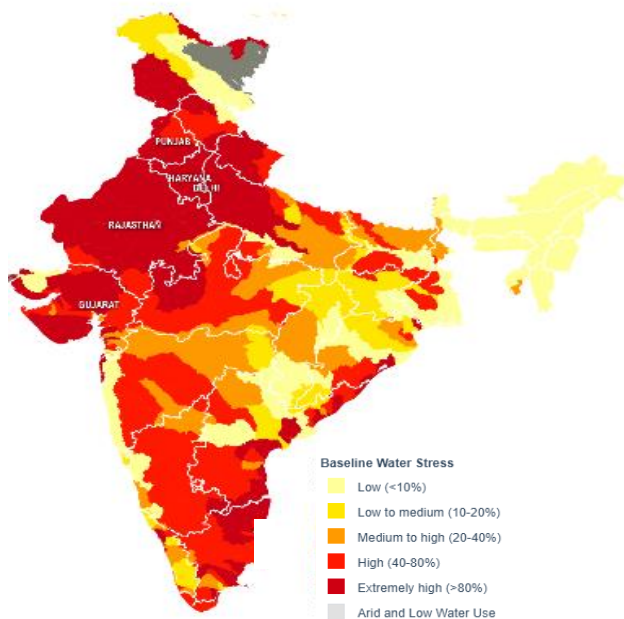 PUNJAB
HARYANA
DELHI
RAJASTHAN
GUJARAT
Baseline Water Stress
Low (<10%)
Low to medium (10-20%)
Medium to high (20-40%)
High (40-80%)
Extremely high (>80%)
Arid and Low Water Use